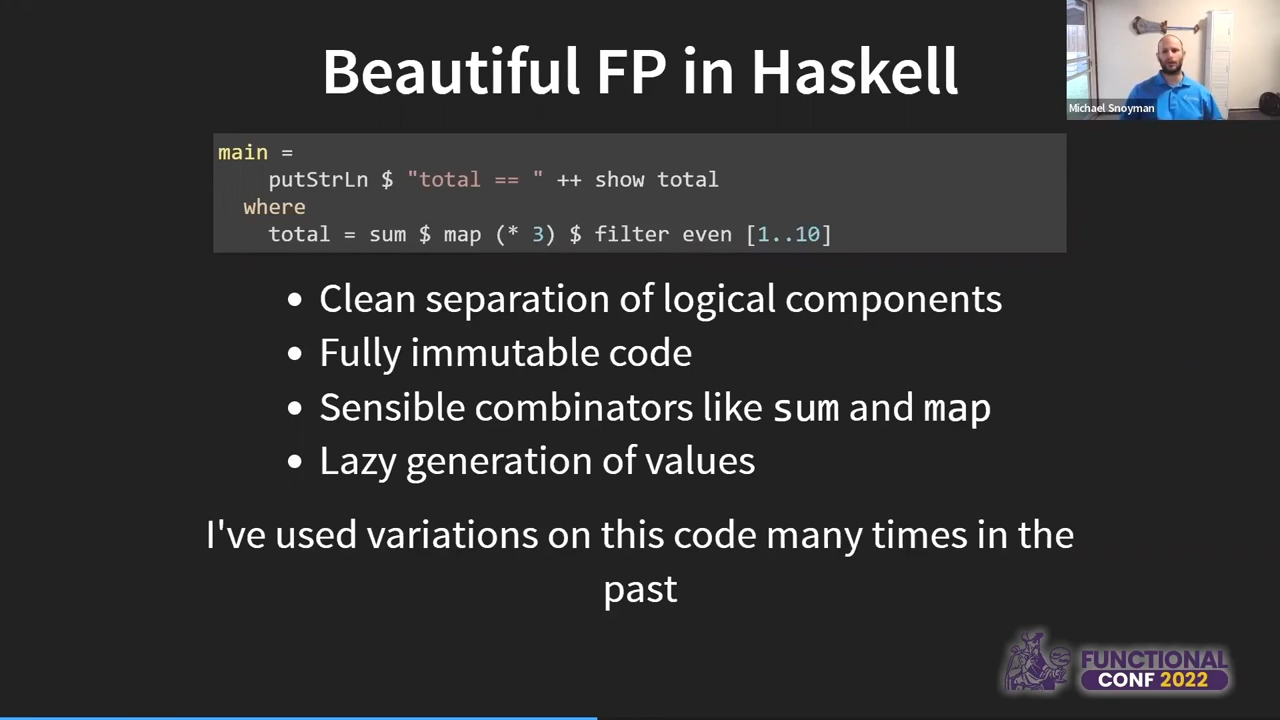 Beautiful FP in Haskell
Michael Snoyman
main =
    putStrLn $ "total == " ++ show total
  where
    total = sum $ map (* 3) $ filter even [1..10]
• Clean separation of logical components
• Fully immutable code
• Sensible combinators like sum and map
• Lazy generation of values
I've used variations on this code many times in the
past
FUNCTIONAL
CONF 2022